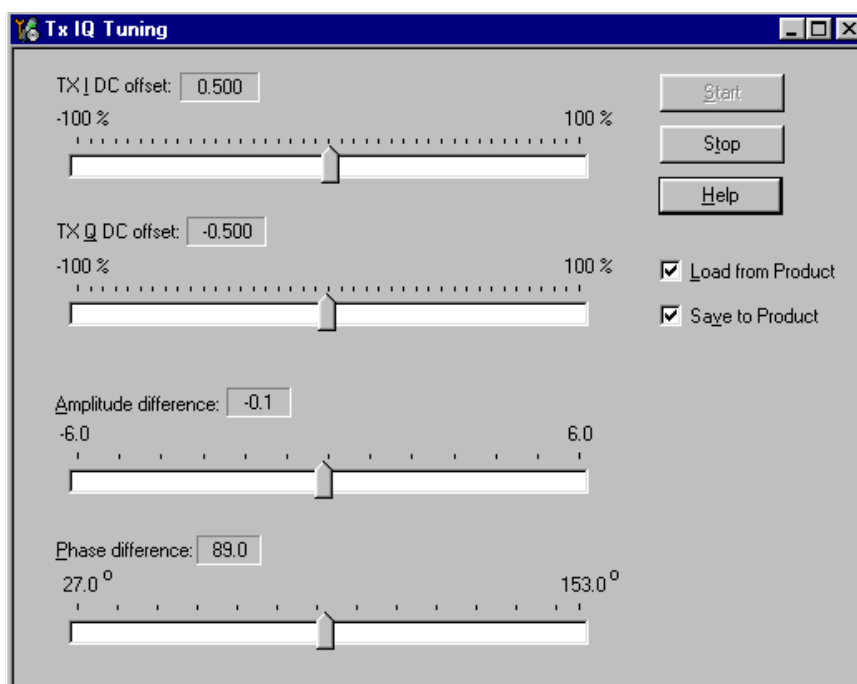 Tx IQ Tuning
TX I DC offset: 0.500
-100 % 100 %
TX Q DC offset: -0.500
-100 % 100 %
Amplitude difference: -0.1
-6.0 6.0
Phase difference: 89.0
27.0 º 153.0 º
Start
Stop
Help
Load from Product
Save to Product